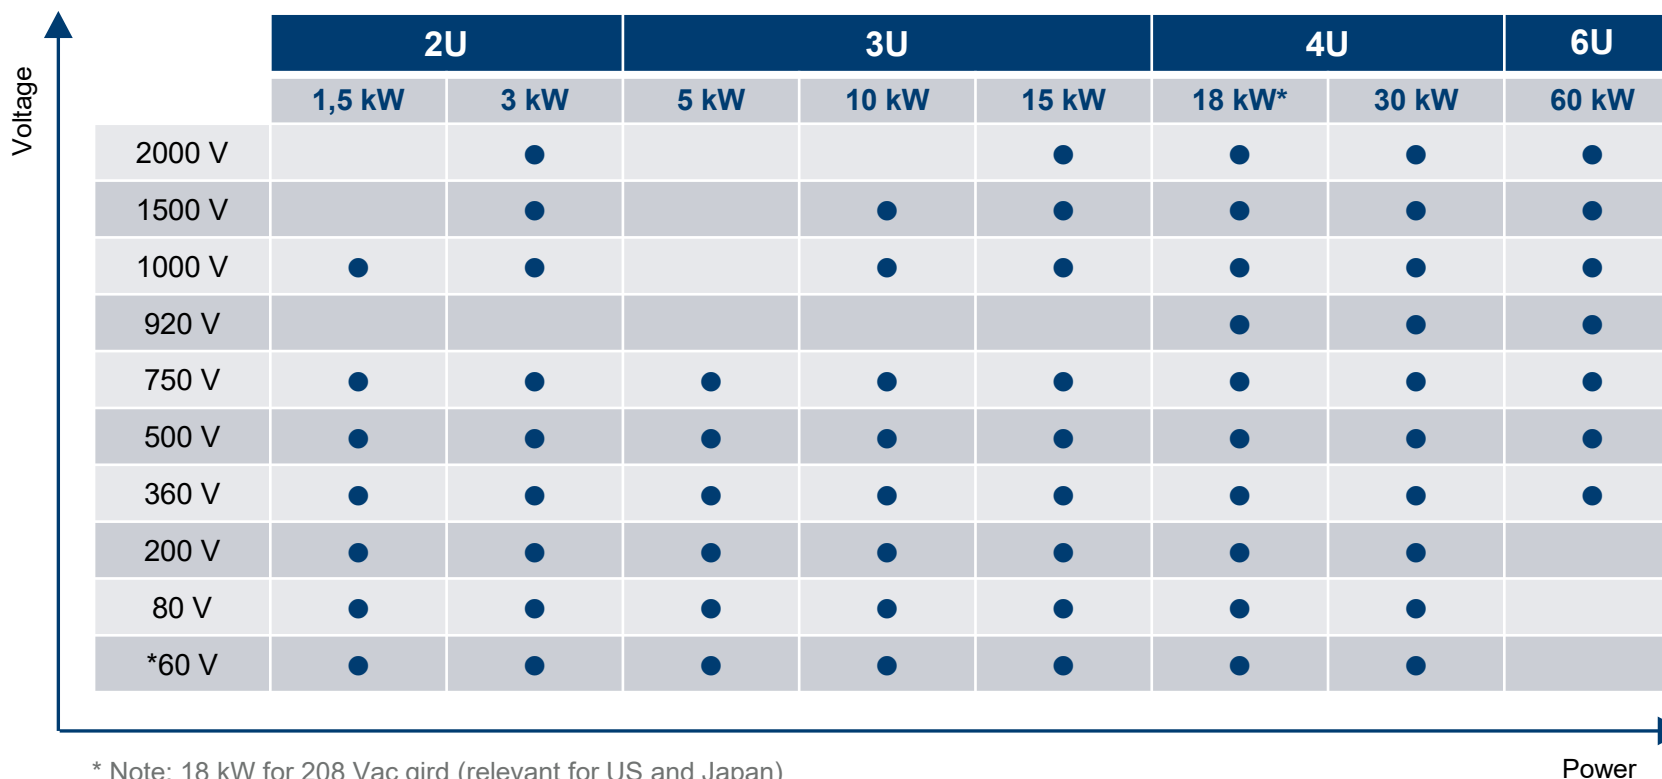 2U 3U 4U 6U
Voltage
1,5 kW 3 kW 5 kW 10 kW 15 kW 18 kW* 30 kW 60 kW
2000 V ● ● ● ● ●
1500 V ● ● ● ● ● ●
1000 V ● ● ● ● ● ● ●
920 V ● ● ●
750 V ● ● ● ● ● ● ● ●
500 V ● ● ● ● ● ● ● ●
360 V ● ● ● ● ● ● ● ●
200 V ● ● ● ● ● ● ●
80 V ● ● ● ● ● ● ●
*60 V ● ● ● ● ● ● ●
Power
* Note: 18 kW for 208 Vac gird (relevant for US and Japan)